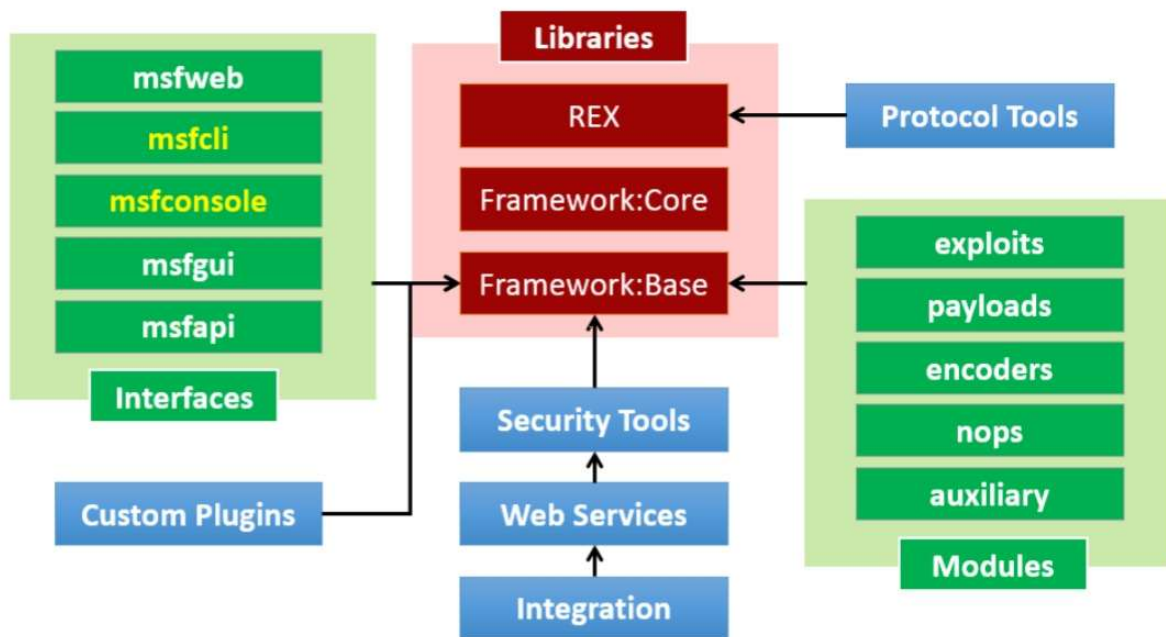 Libraries
msfweb
msfcli
msfconsole
msfgui
msfapi
Interfaces
REX
Framework:Core
Framework:Base
Protocol Tools
exploits
payloads
encoders
nops
auxiliary
Modules
Security Tools
Web Services
Integration
Custom Plugins